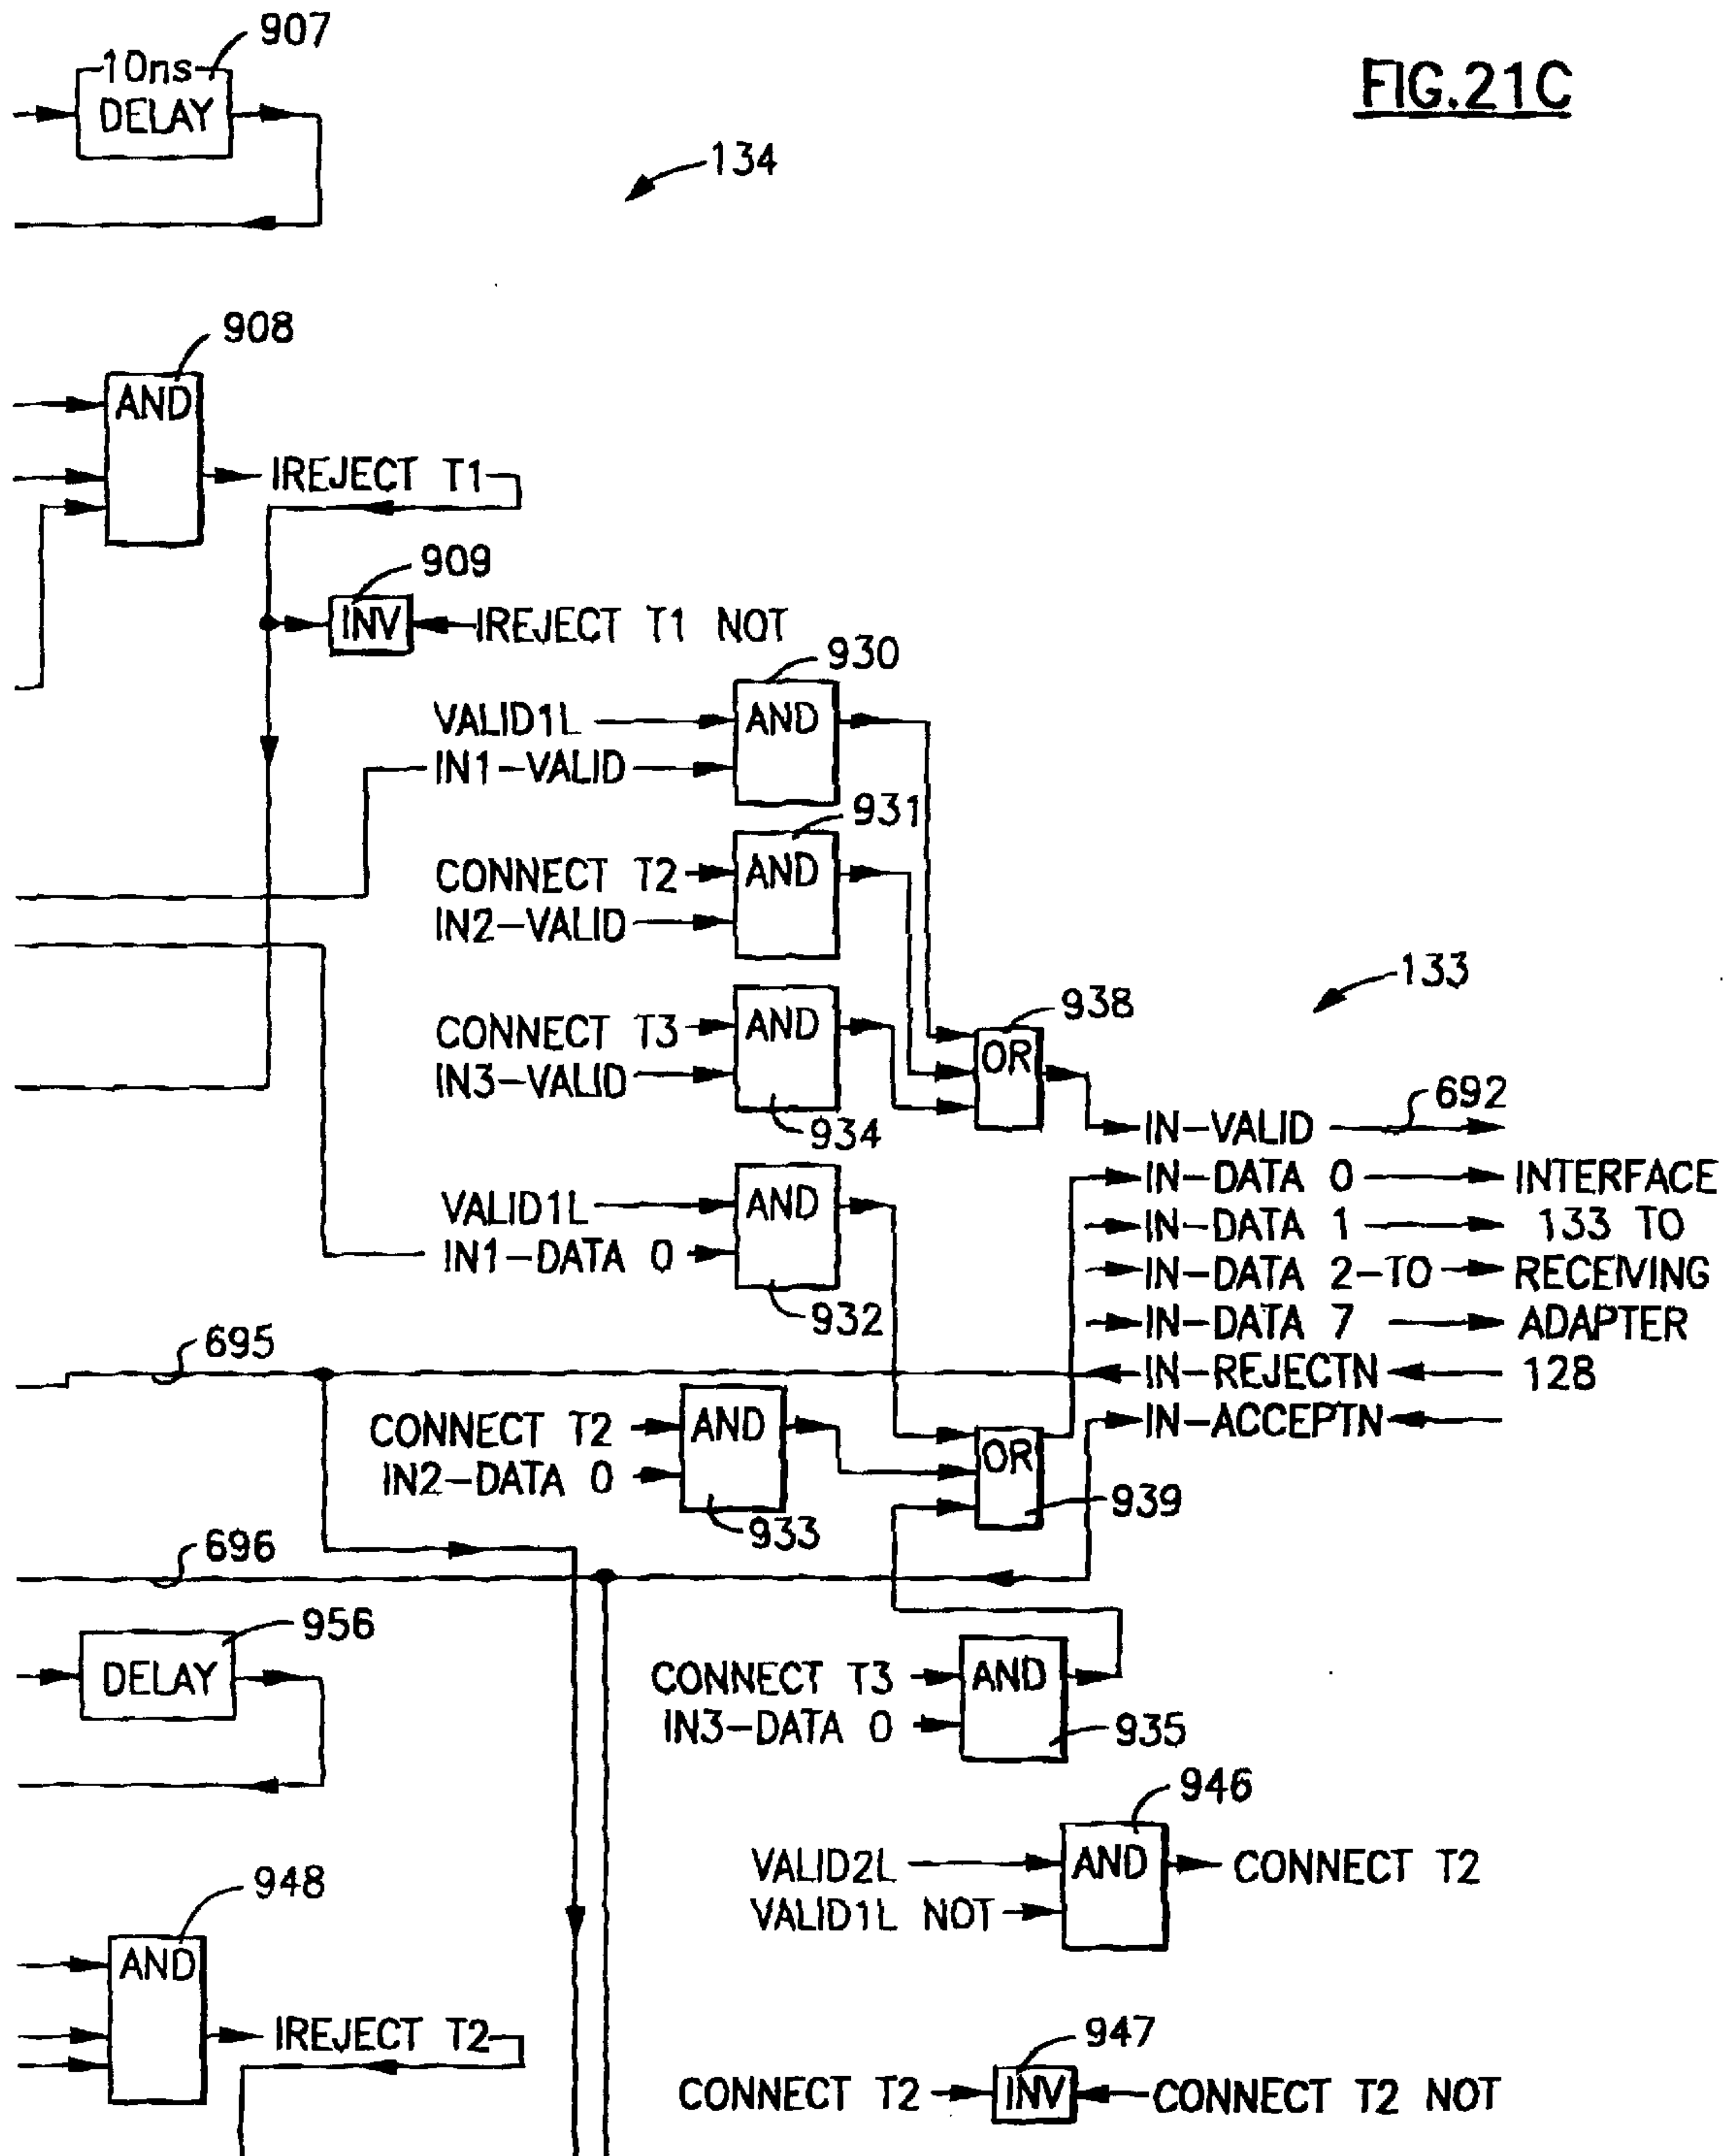 FIG.21C
907
10ns
DELAY
134
908
AND
IREJECT T1
909
INV
IREJECT T1 NOT
930
VALID1L
AND
IN1-VALID
931
CONNECT T2
AND
IN2-VALID
133
938
CONNECT T3
AND
OR
IN3-VALID
934
692
IN-VALID
IN-DATA 0
INTERFACE
VALID1L
AND
IN-DATA 1
133 TO
IN1-DATA 0
IN-DATA 2-TO
RECEIVING
932
IN-DATA 7
ADAPTER
695
IN-REJECTN
128
IN-ACCEPTN
CONNECT T2
AND
OR
IN2-DATA 0
939
933
696
956
DELAY
CONNECT T3
AND
IN3-DATA 0
935
946
VALID2L
AND
CONNECT T2
VALID1L NOT
948
AND
IREJECT T2
947
CONNECT T2
INV
CONNECT T2 NOT